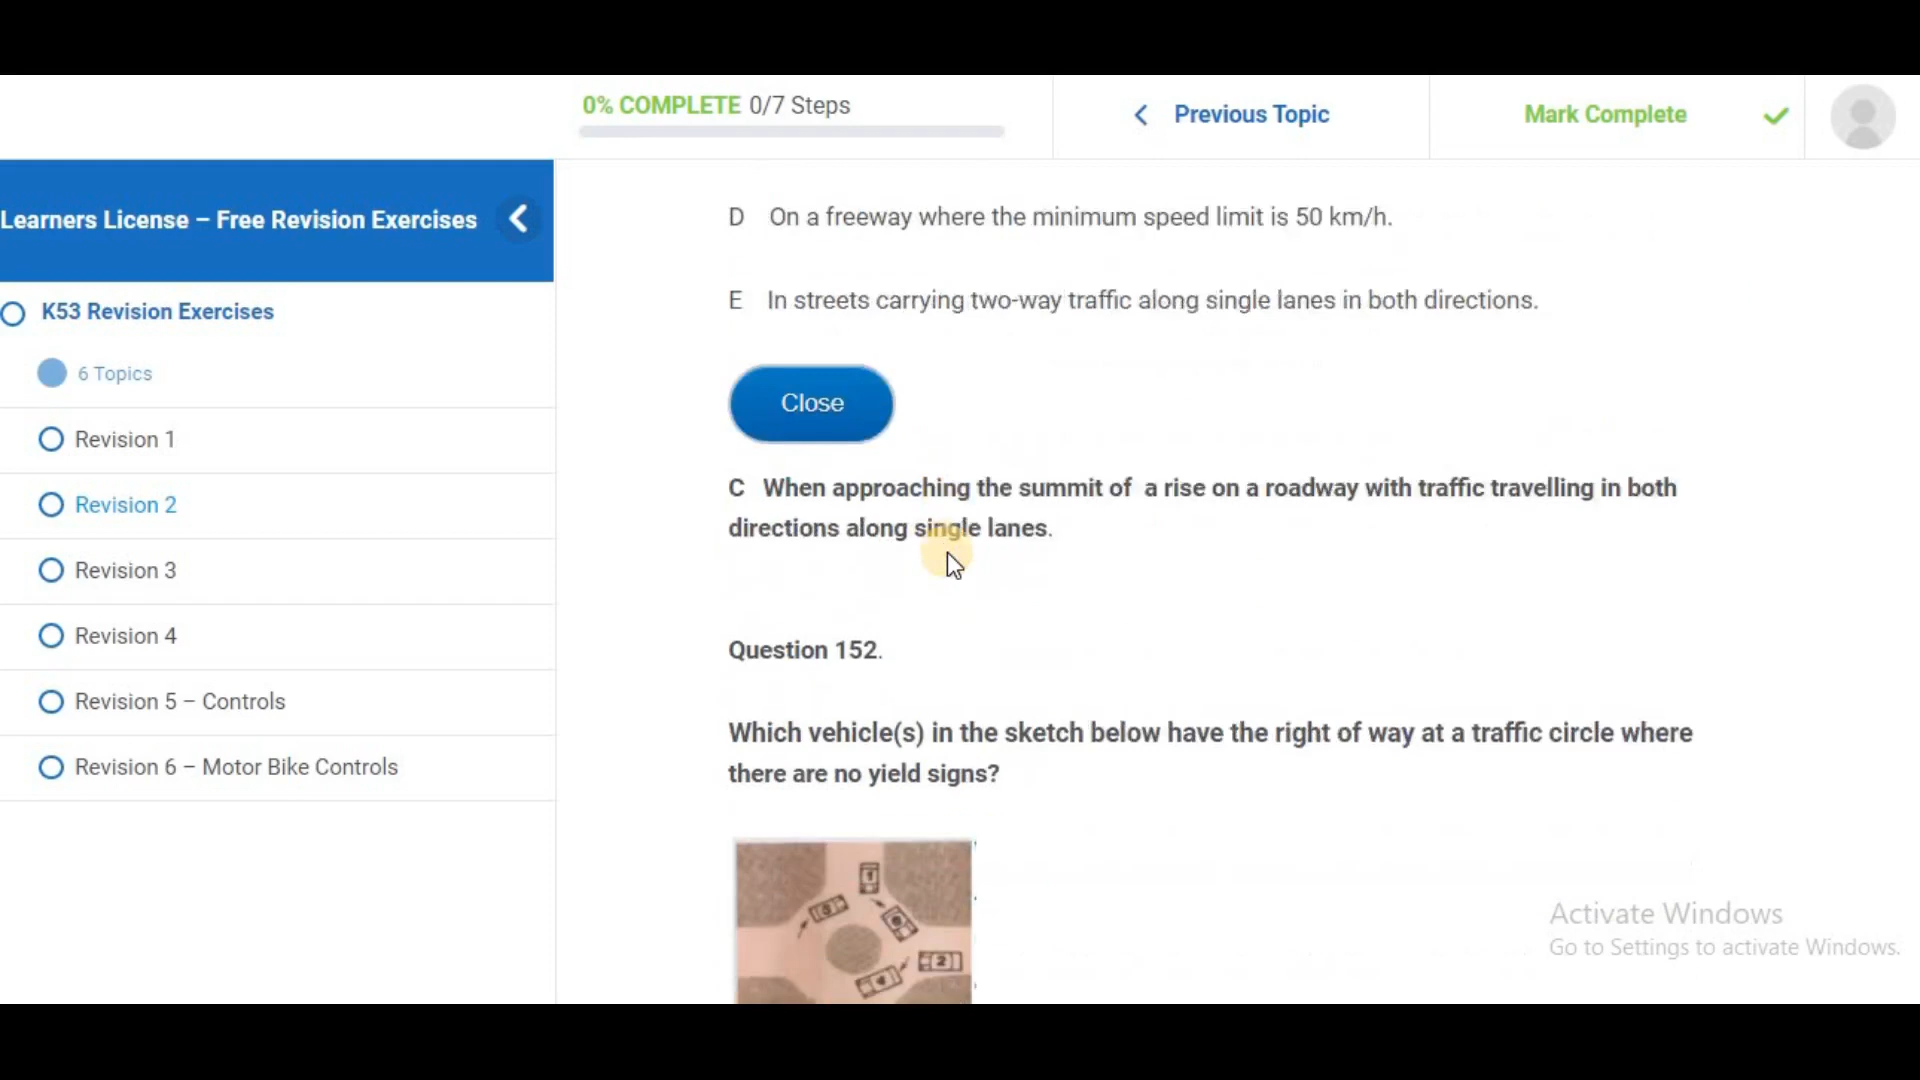 0% COMPLETE 0/7 Steps
Previous Topic
Mark Complete
Learners License – Free Revision Exercises
K53 Revision Exercises
6 Topics
Revision 1
Revision 2
Revision 3
Revision 4
Revision 5 – Controls
Revision 6 – Motor Bike Controls
D On a freeway where the minimum speed limit is 50 km/h.
E In streets carrying two-way traffic along single lanes in both directions.
Close
C When approaching the summit of a rise on a roadway with traffic travelling in both
directions along single lanes.
Question 152.
Which vehicle(s) in the sketch below have the right of way at a traffic circle where
there are no yield signs?
1
2
Activate Windows
Go to Settings to activate Windows.